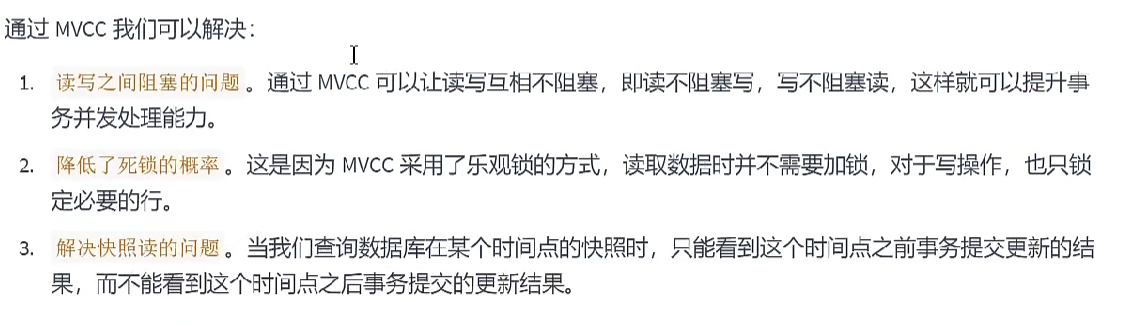 通过 MVCC 我们可以解决：
1. 读写之间阻塞的问题。通过 MVCC 可以让读写互相不阻塞，即读不阻塞写，写不阻塞读，这样就可以提升事
务并发处理能力。
2. 降低了死锁的概率。这是因为 MVCC 采用了乐观锁的方式，读取数据时并不需要加锁，对于写操作，也只锁
定必要的行。
3. 解决快照读的问题。当我们查询数据库在某个时间点的快照时，只能看到这个时间点之前事务提交更新的结
果，而不能看到这个时间点之后事务提交的更新结果。